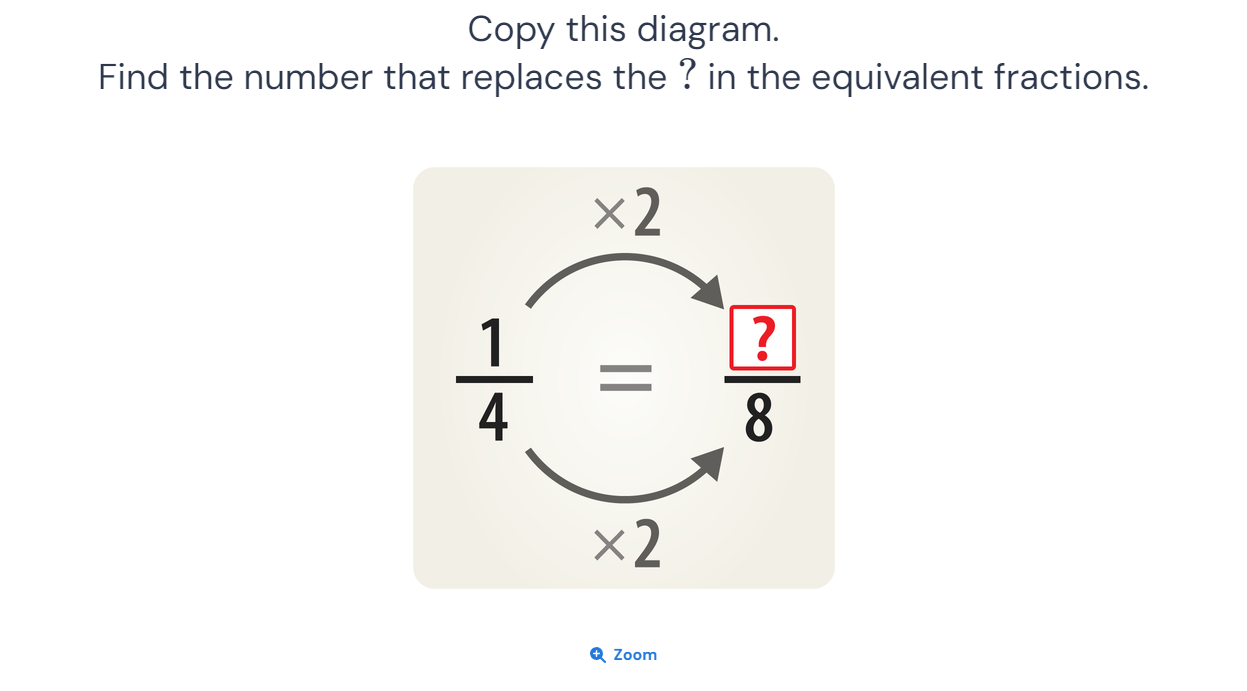 Copy this diagram.
Find the number that replaces the ? in the equivalent fractions.
×2
1
4
=
?
8
×2
Zoom